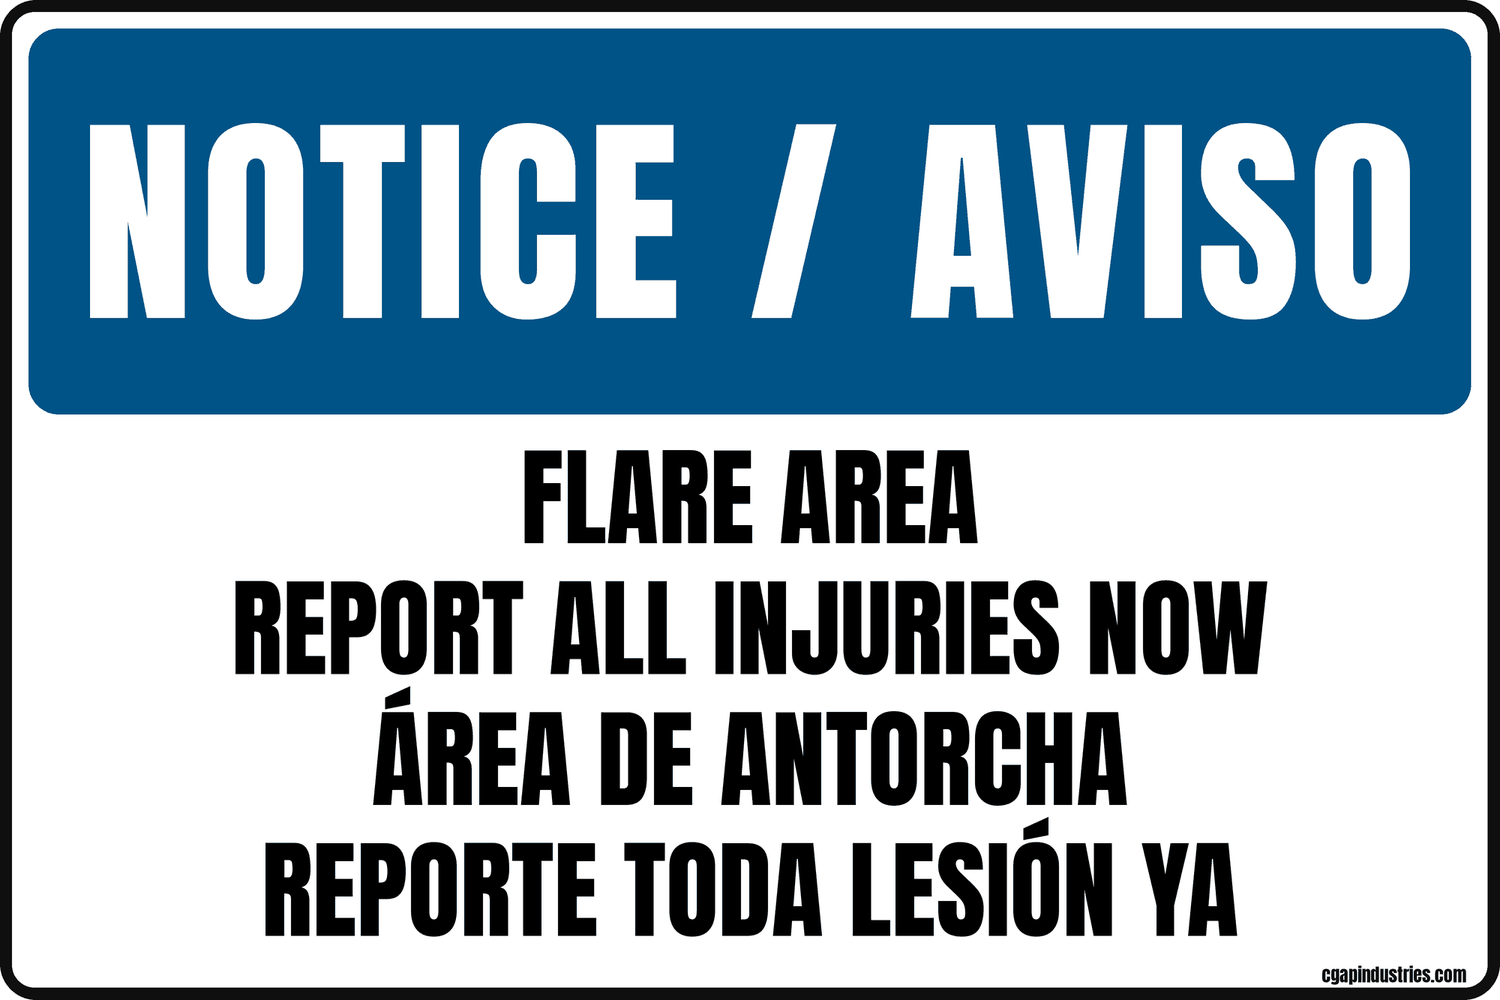 NOTICE / AVISO
FLARE AREA
REPORT ALL INJURIES NOW
ÁREA DE ANTORCHA
REPORTE TODA LESIÓN YA
cgapindustries.com